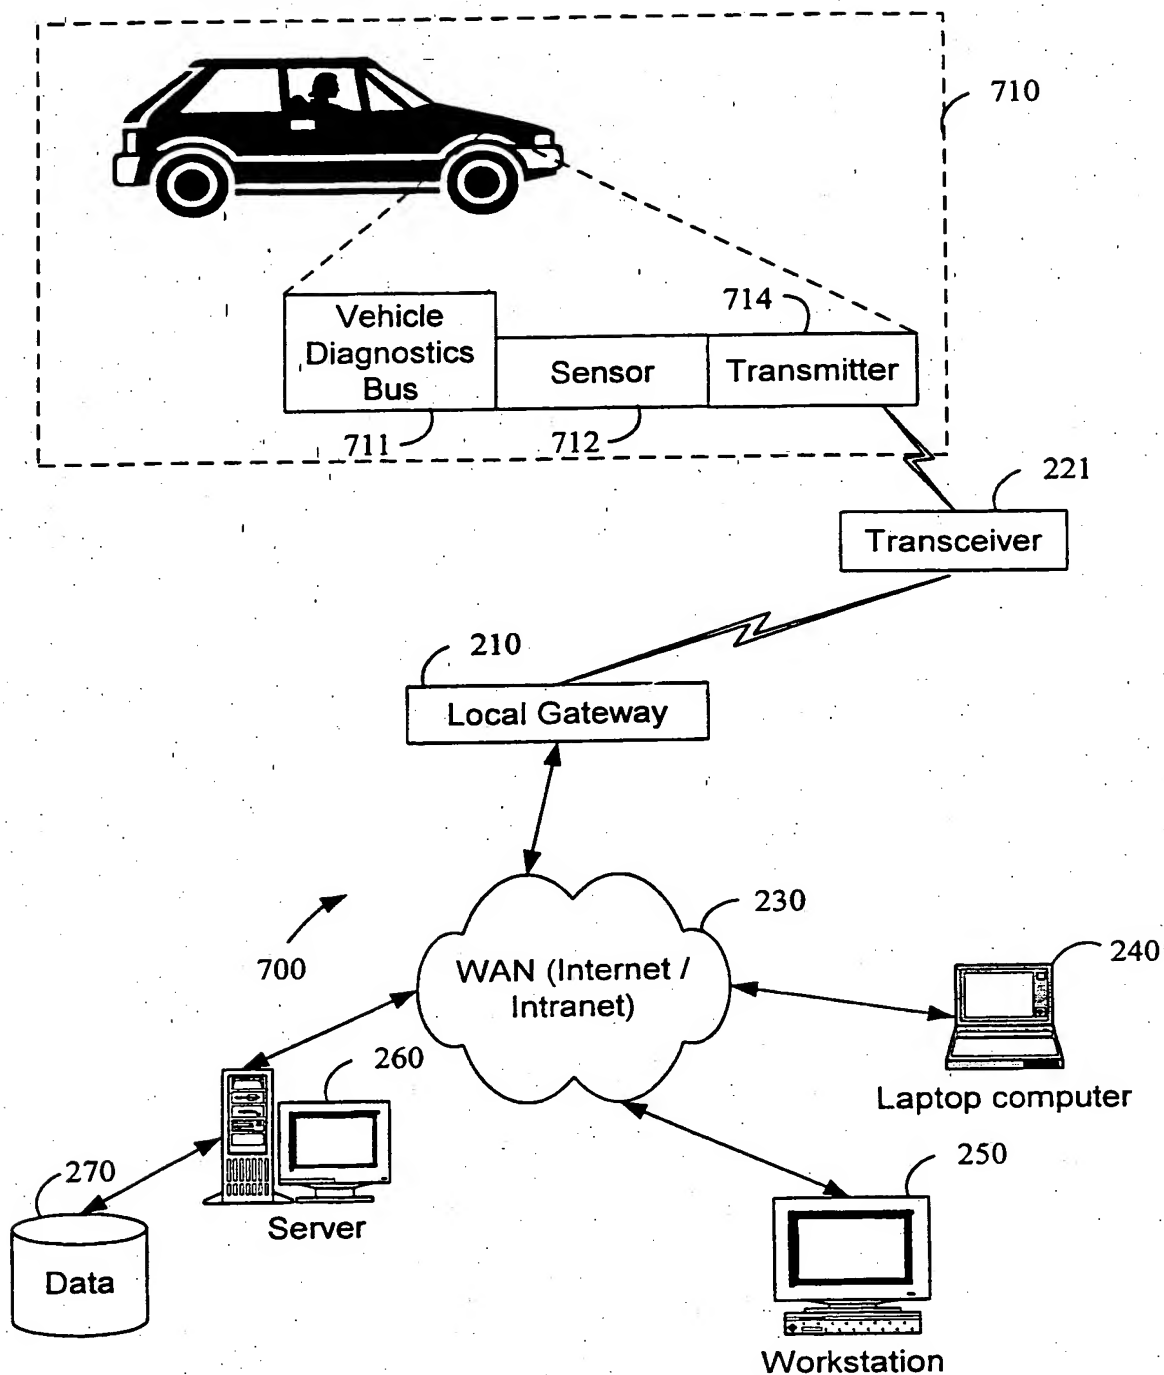 710
714
Vehicle
Diagnostics
Bus
Sensor
Transmitter
711
712
221
Transceiver
210
Local Gateway
230
700
WAN (Internet /
Intranet)
240
Laptop computer
260
Server
270
Data
250
Workstation